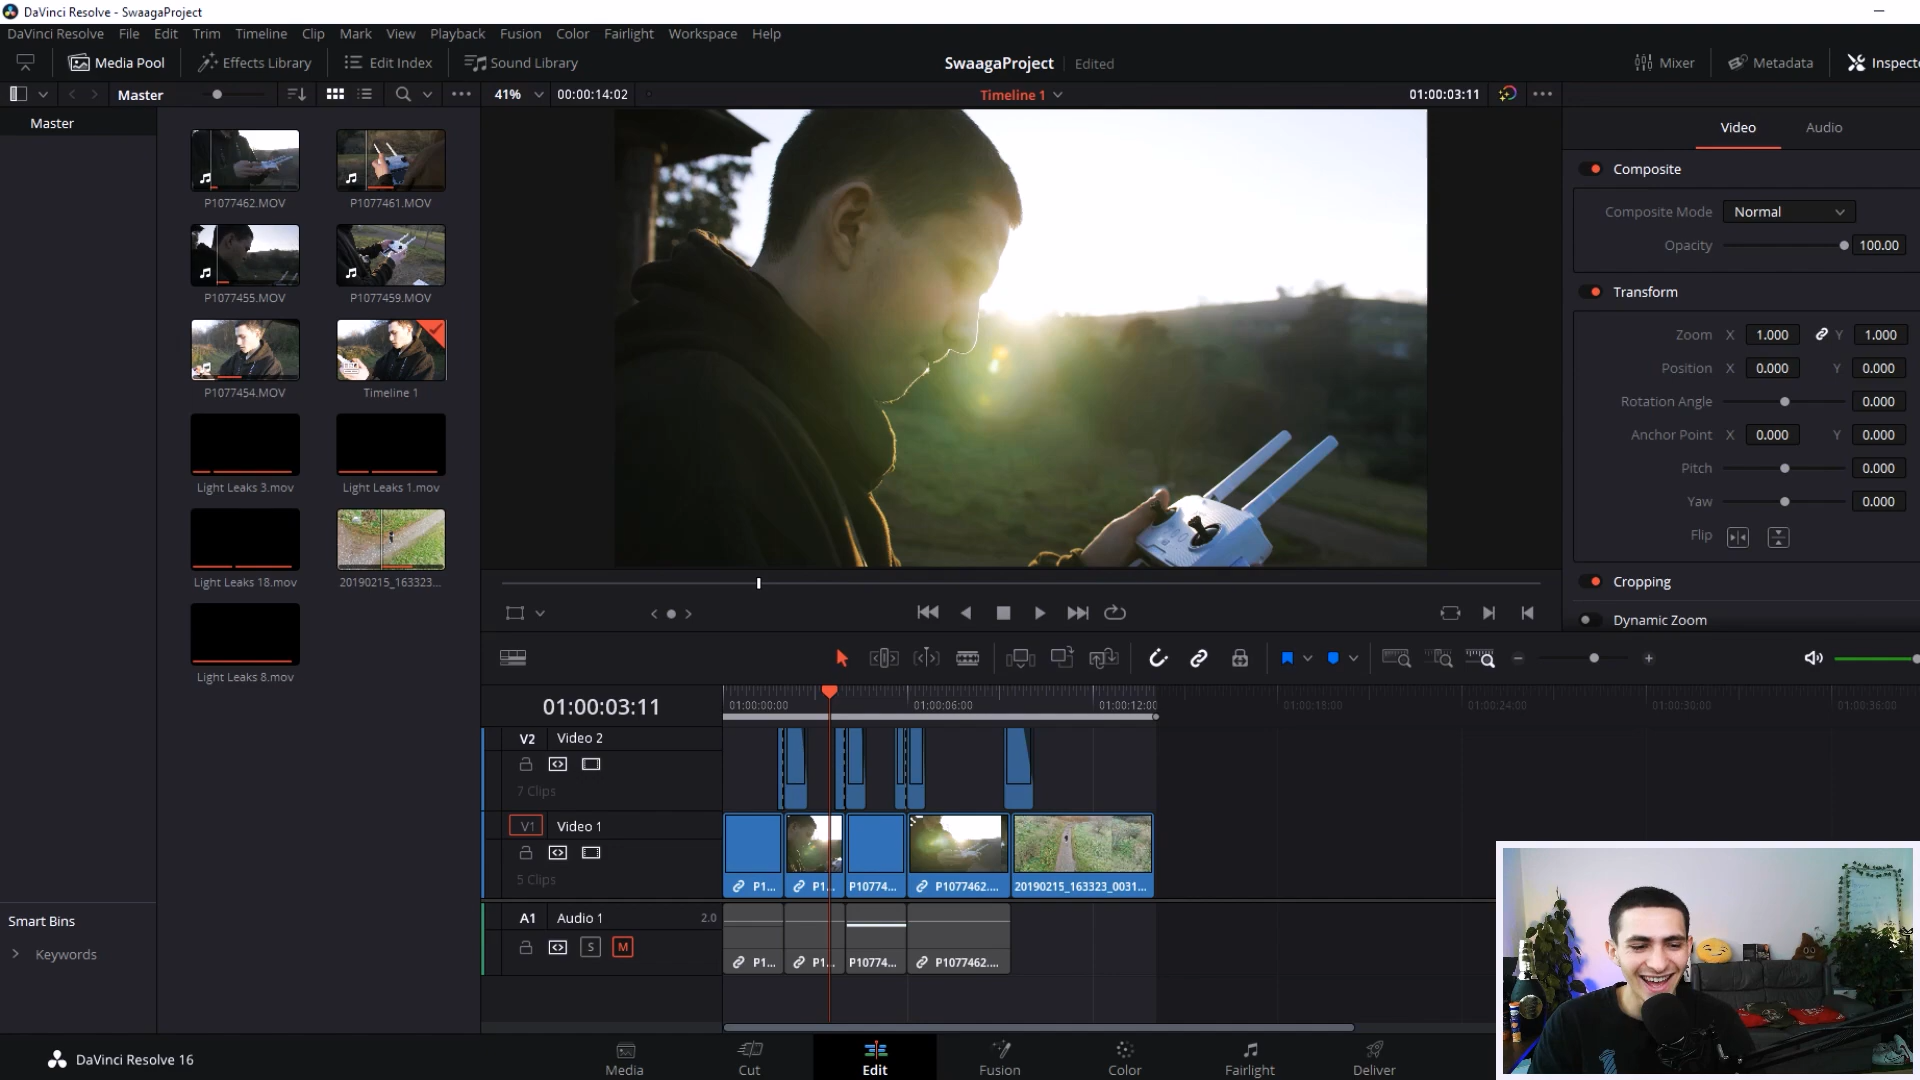 DaVinci Resolve - SwaagaProject
DaVinci Resolve File Edit Trim Timeline Clip Mark View Playback Fusion Color Fairlight Workspace Help
Media Pool Effects Library Edit Index Sound Library SwaagaProject Edited Mixer Metadata Inspecto
Master 41% 00:00:14:02 Timeline 1 01:00:03:11
Master
P1077462.MOV P1077461.MOV
P1077455.MOV P1077459.MOV
P1077454.MOV Timeline 1
Light Leaks 3.mov Light Leaks 1.mov
Light Leaks 18.mov 20190215_163323...
Light Leaks 8.mov
Smart Bins
Keywords
Video Audio
Composite
Composite Mode Normal
Opacity 100.00
Transform
Zoom X 1.000 Y 1.000
Position X 0.000 Y 0.000
Rotation Angle 0.000
Anchor Point X 0.000 Y 0.000
Pitch 0.000
Yaw 0.000
Flip
Cropping
Dynamic Zoom
01:00:03:11 01:00:00:00 01:00:06:00 01:00:12:00 01:00:18:00 01:00:24:00 01:00:30:00 01:00:36:00
V2 Video 2
7 Clips
V1 Video 1
5 Clips
P1... P1... P10774... P1077462.... 20190215_163323_0031...
A1 Audio 1 2.0
S M
P1... P1... P10774... P1077462....
DaVinci Resolve 16
Media Cut Edit Fusion Color Fairlight Deliver